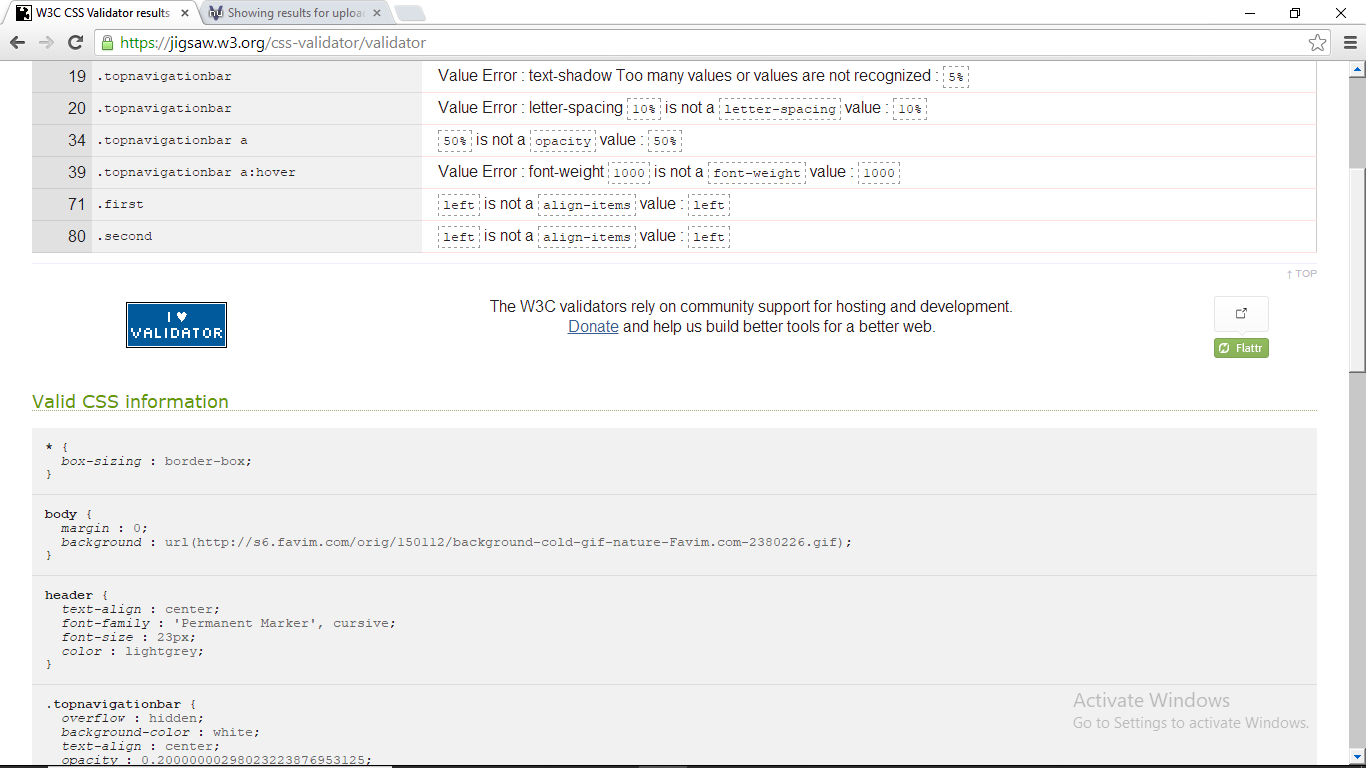 W3C CSS Validator results
Showing results for uploa
https://jigsaw.w3.org/css-validator/validator
19 .topnavigationbar Value Error : text-shadow Too many values or values are not recognized : 5%
20 .topnavigationbar Value Error : letter-spacing 10% is not a letter-spacing value : 10%
34 .topnavigationbar a 50% is not a opacity value : 50%
39 .topnavigationbar a:hover Value Error : font-weight 1000 is not a font-weight value : 1000
71 .first left is not a align-items value : left
80 .second left is not a align-items value : left
↑ TOP
I ♥
VALIDATOR
The W3C validators rely on community support for hosting and development.
Donate and help us build better tools for a better web.
Flattr
Valid CSS information
* {
box-sizing : border-box;
}
body {
margin : 0;
background : url(http://s6.favim.com/orig/150112/background-cold-gif-nature-Favim.com-2380226.gif);
}
header {
text-align : center;
font-family : 'Permanent Marker', cursive;
font-size : 23px;
color : lightgrey;
}
.topnavigationbar {
overflow : hidden;
background-color : white;
text-align : center;
opacity : 0.20000000298023223876953125;
Activate Windows
Go to Settings to activate Windows.